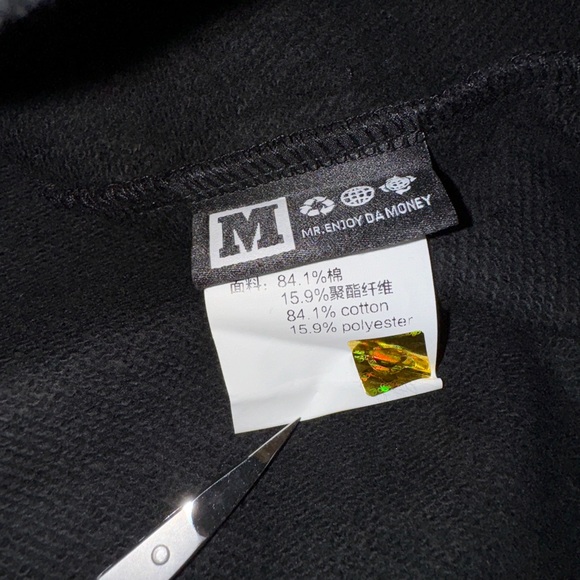 M
MR.ENJOY DA MONEY
面料：84.1%棉
15.9%聚酯纤维
84.1% cotton
15.9% polyester